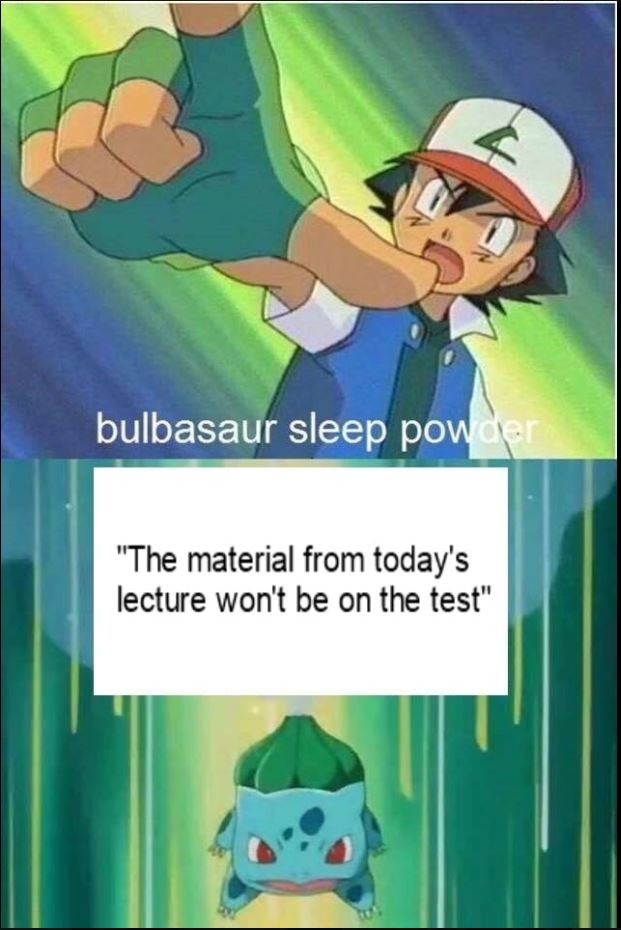 bulbasaur sleep powder
"The material from today's
lecture won't be on the test"